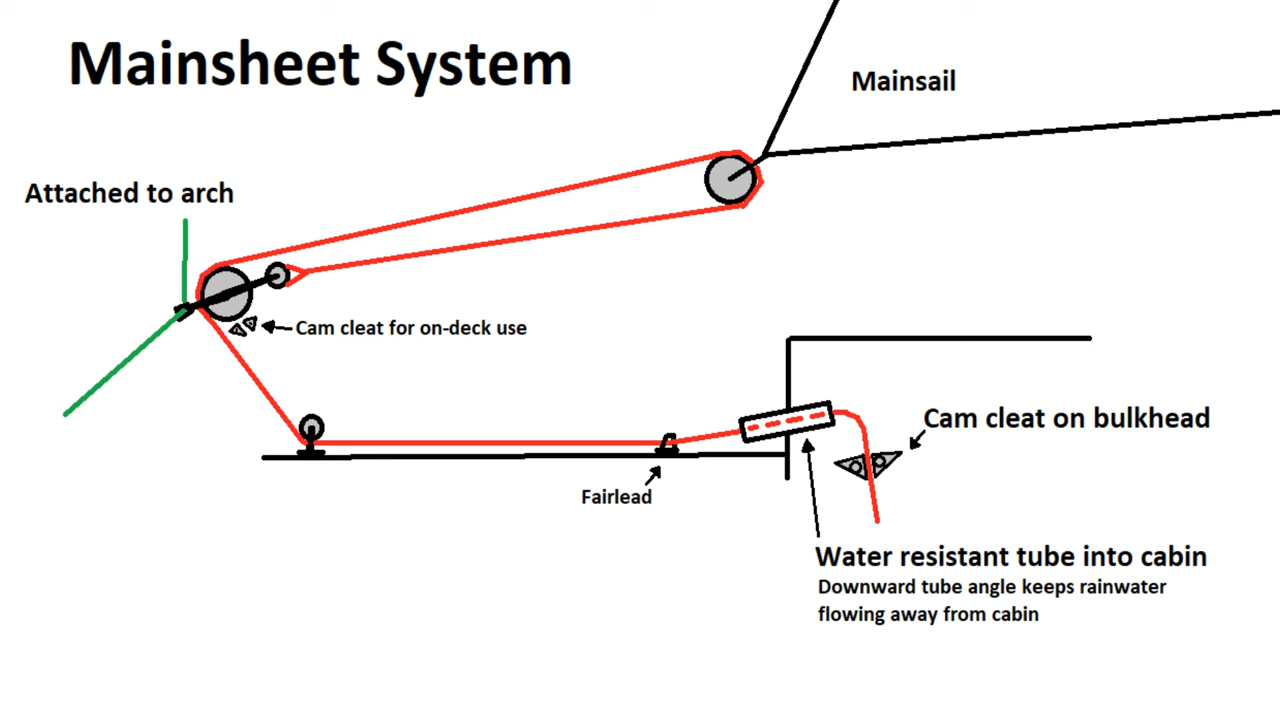 Mainsheet System
Mainsail
Attached to arch
Cam cleat for on-deck use
Cam cleat on bulkhead
Fairlead
Water resistant tube into cabin
Downward tube angle keeps rainwater
flowing away from cabin